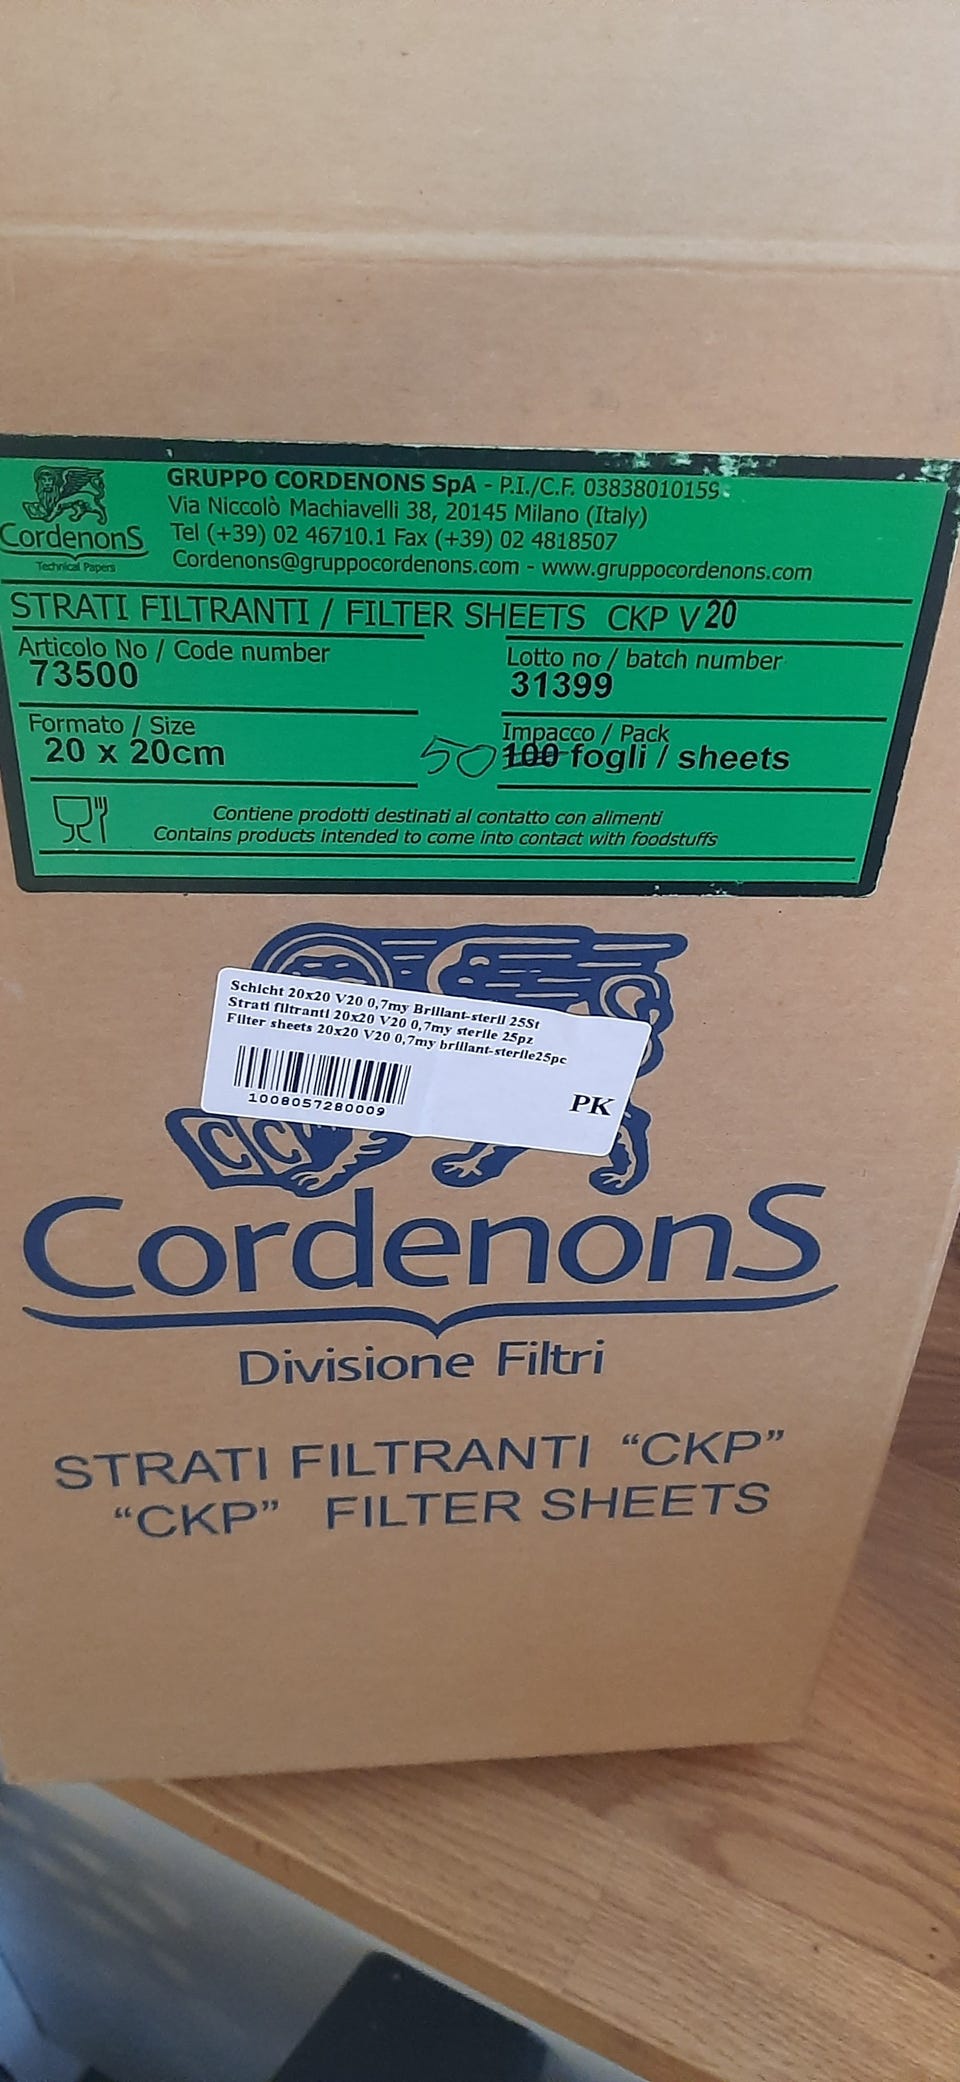 CordenonS
Technical Papers
GRUPPO CORDENONS SpA - P.I./C.F. 03838010159
Via Niccolò Machiavelli 38, 20145 Milano (Italy)
Tel (+39) 02 46710.1 Fax (+39) 02 4818507
Cordenons@gruppocordenons.com - www.gruppocordenons.com
STRATI FILTRANTI / FILTER SHEETS CKP V 20
Articolo No / Code number
73500
Lotto no / batch number
31399
Formato / Size
20 x 20cm
Impacco / Pack
50 100 fogli / sheets
Contiene prodotti destinati al contatto con alimenti
Contains products intended to come into contact with foodstuffs
Schicht 20x20 V20 0,7my Brillant-steril 25St
Strati filtranti 20x20 V20 0,7my sterile 25pz
Filter sheets 20x20 V20 0,7my brillant-sterile25pc
1008057280009
PK
CC
CordenonS
Divisione Filtri
STRATI FILTRANTI “CKP”
“CKP” FILTER SHEETS